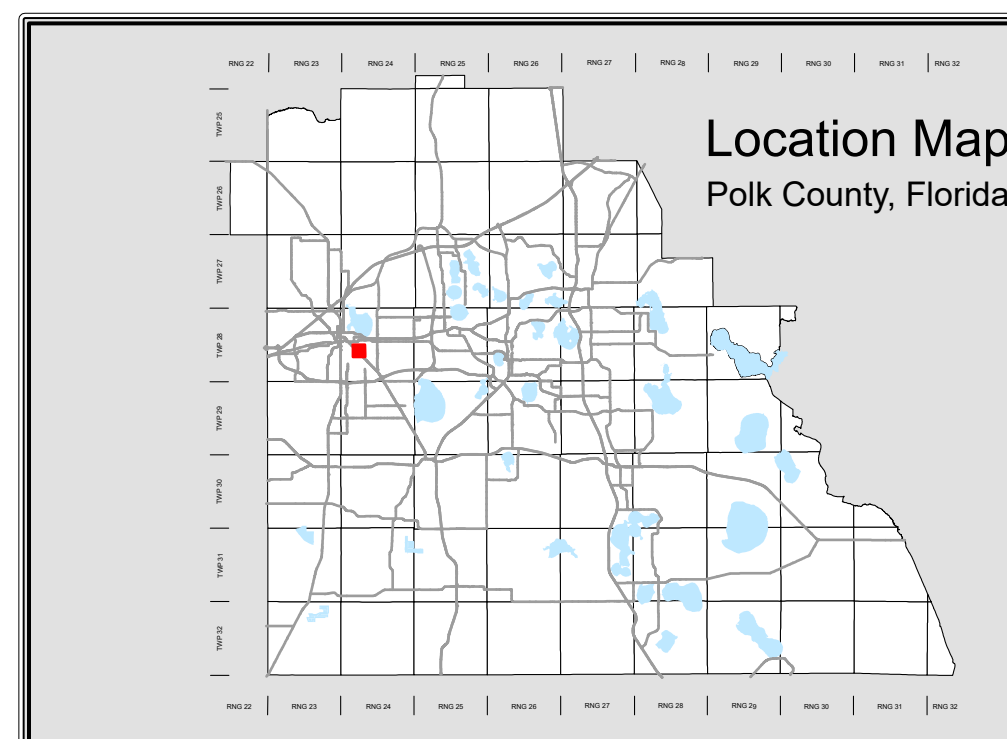 RNG 22 RNG 23 RNG 24 RNG 25 RNG 26 RNG 27 RNG 28 RNG 29 RNG 30 RNG 31 RNG 32
Location Map
Polk County, Florida
TWP 25
TWP 26
TWP 27
TWP 28
TWP 29
TWP 30
TWP 31
TWP 32
RNG 22 RNG 23 RNG 24 RNG 25 RNG 26 RNG 27 RNG 28 RNG 29 RNG 30 RNG 31 RNG 32